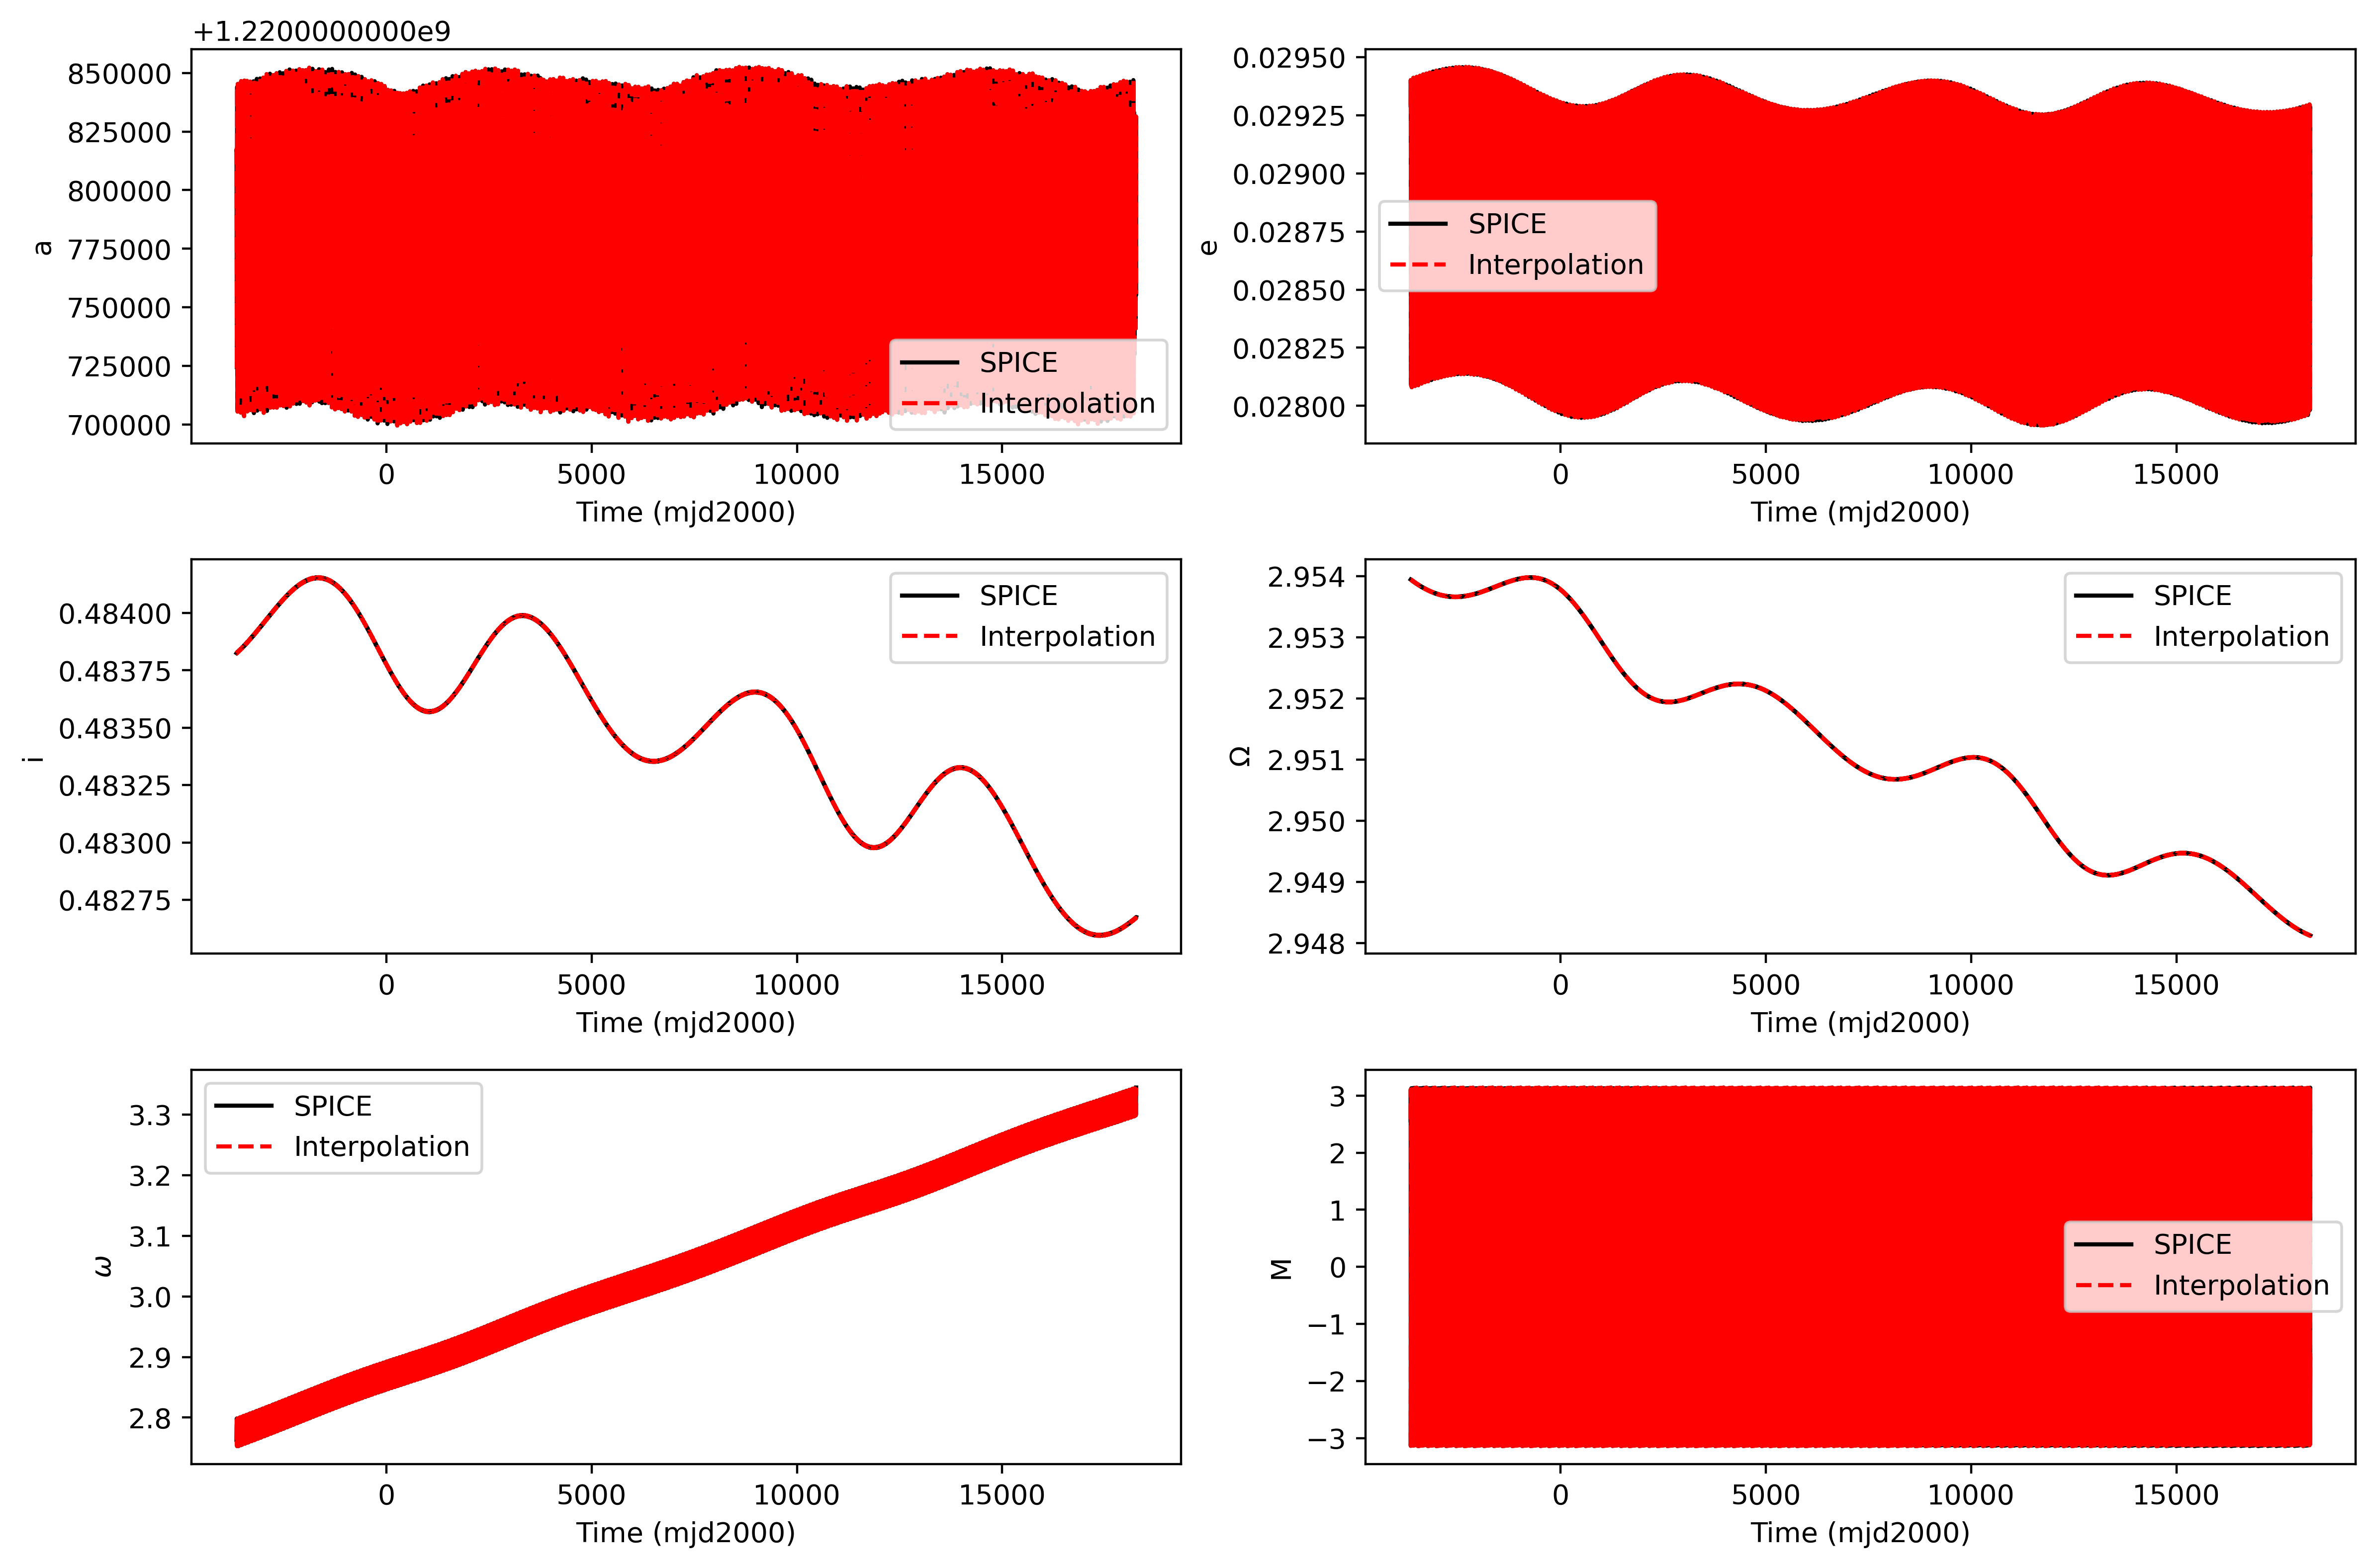 +1.2200000000e9
850000
825000
800000
775000
750000
725000
700000
a
SPICE
Interpolation
0
5000
10000
15000
Time (mjd2000)
0.02950
0.02925
0.02900
0.02875
0.02850
0.02825
0.02800
e
SPICE
Interpolation
0
5000
10000
15000
Time (mjd2000)
0.48400
0.48375
0.48350
0.48325
0.48300
0.48275
i
SPICE
Interpolation
0
5000
10000
15000
Time (mjd2000)
2.954
2.953
2.952
2.951
2.950
2.949
2.948
Ω
SPICE
Interpolation
0
5000
10000
15000
Time (mjd2000)
3.3
3.2
3.1
3.0
2.9
2.8
ω
SPICE
Interpolation
0
5000
10000
15000
Time (mjd2000)
3
2
1
0
−1
−2
−3
M
SPICE
Interpolation
0
5000
10000
15000
Time (mjd2000)